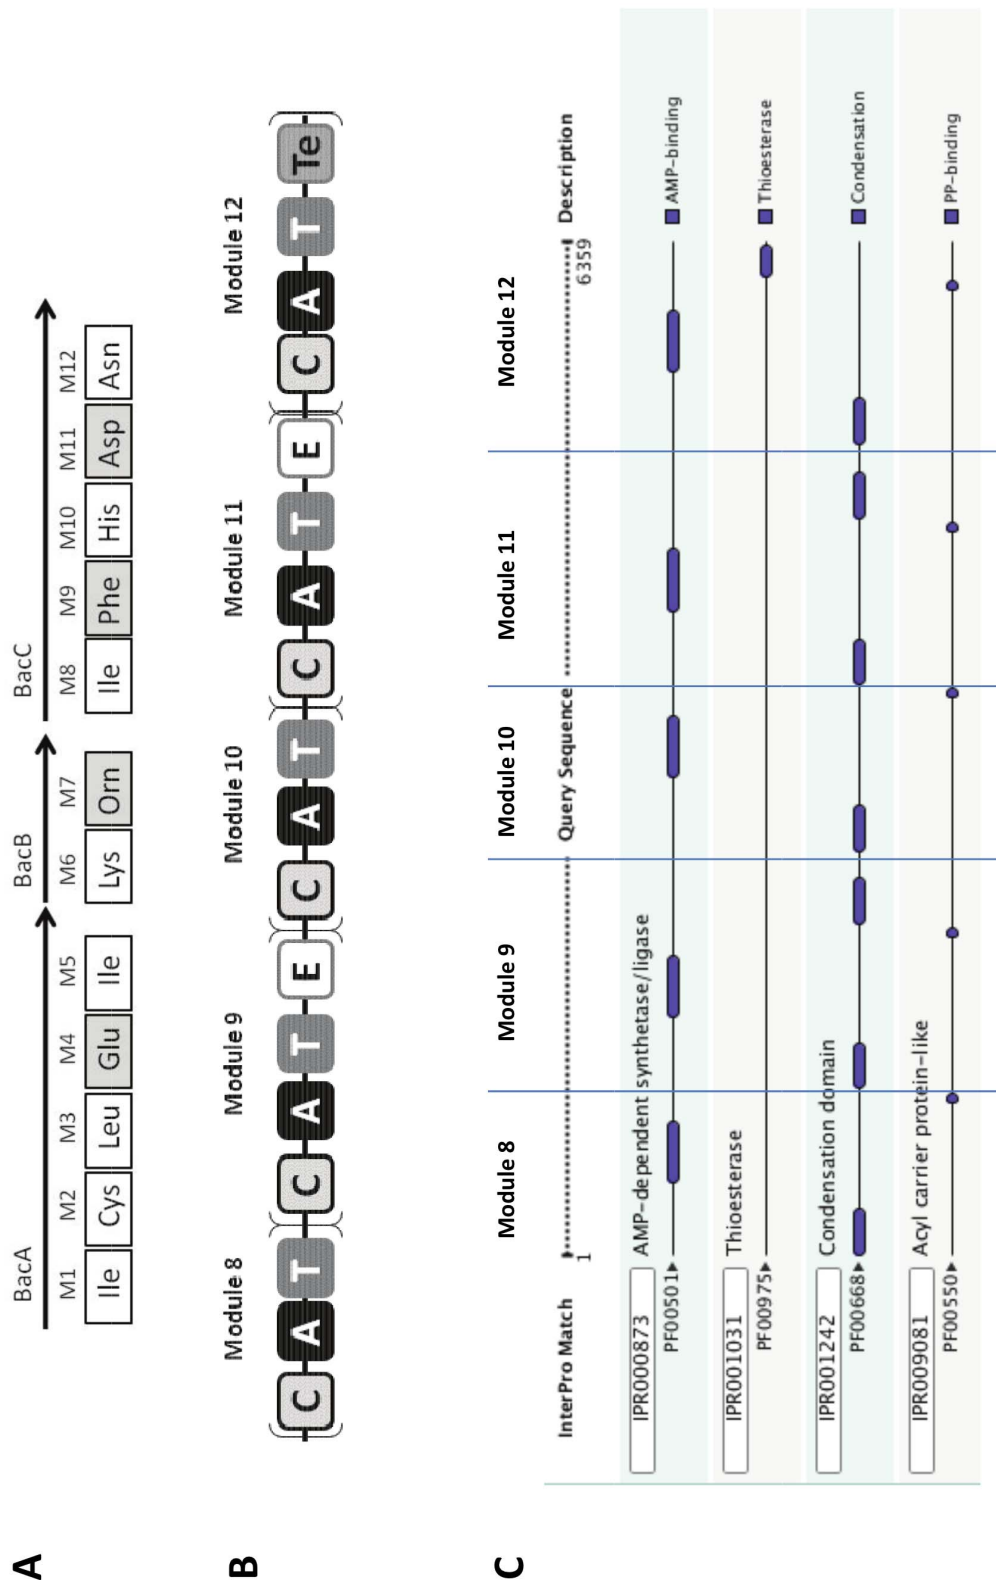 A
BacA BacB BacC
M1 M2 M3 M4 M5 M6 M7 M8 M9 M10 M11 M12
Ile Cys Leu Glu Ile Lys Orn Ile Phe His Asp Asn
B
Module 8 Module 9 Module 10 Module 11 Module 12
C A T C A T E C A T C A T E C A T Te
C
Module 8 Module 9 Module 10 Module 11 Module 12
InterPro Match Query Sequence Description
1 6359
IPR000873 AMP-dependent synthetase/ligase
PF00501 AMP-binding
IPR001031 Thioesterase
PF00975 Thioesterase
IPR001242 Condensation domain
PF00668 Condensation
IPR009081 Acyl carrier protein-like
PF00550 PP-binding